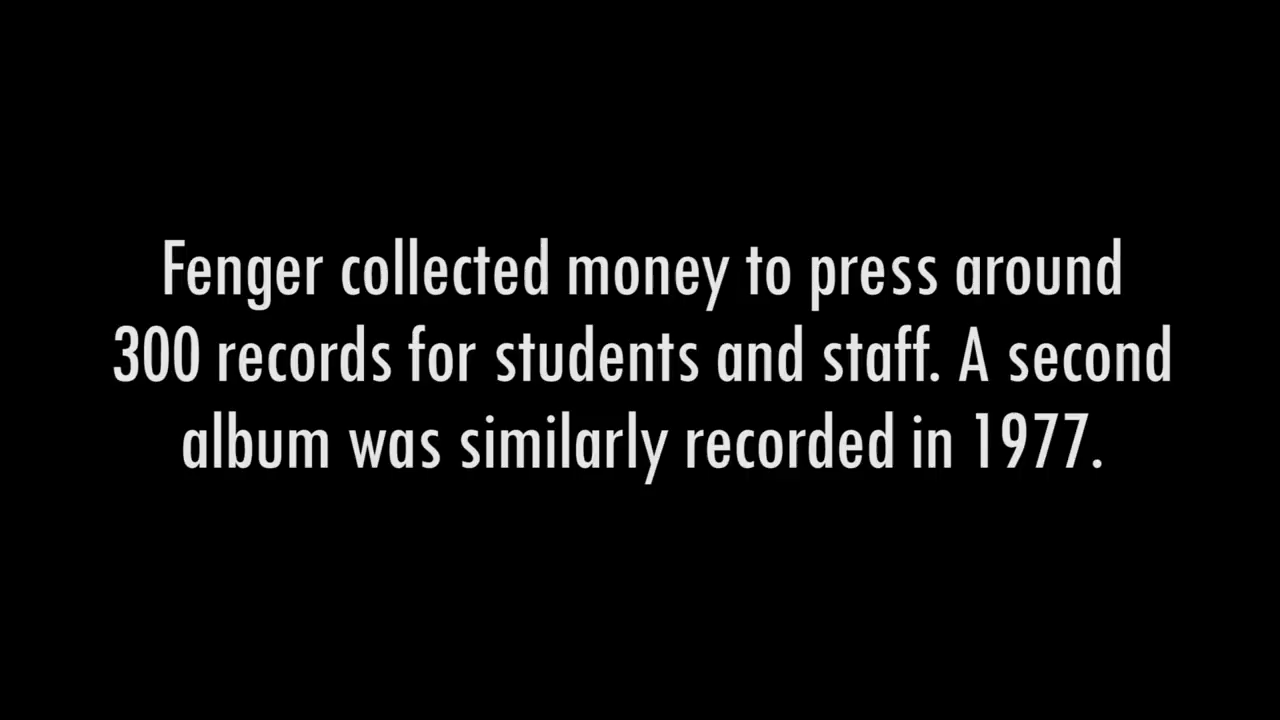 Fenger collected money to press around
300 records for students and staff. A second
album was similarly recorded in 1977.